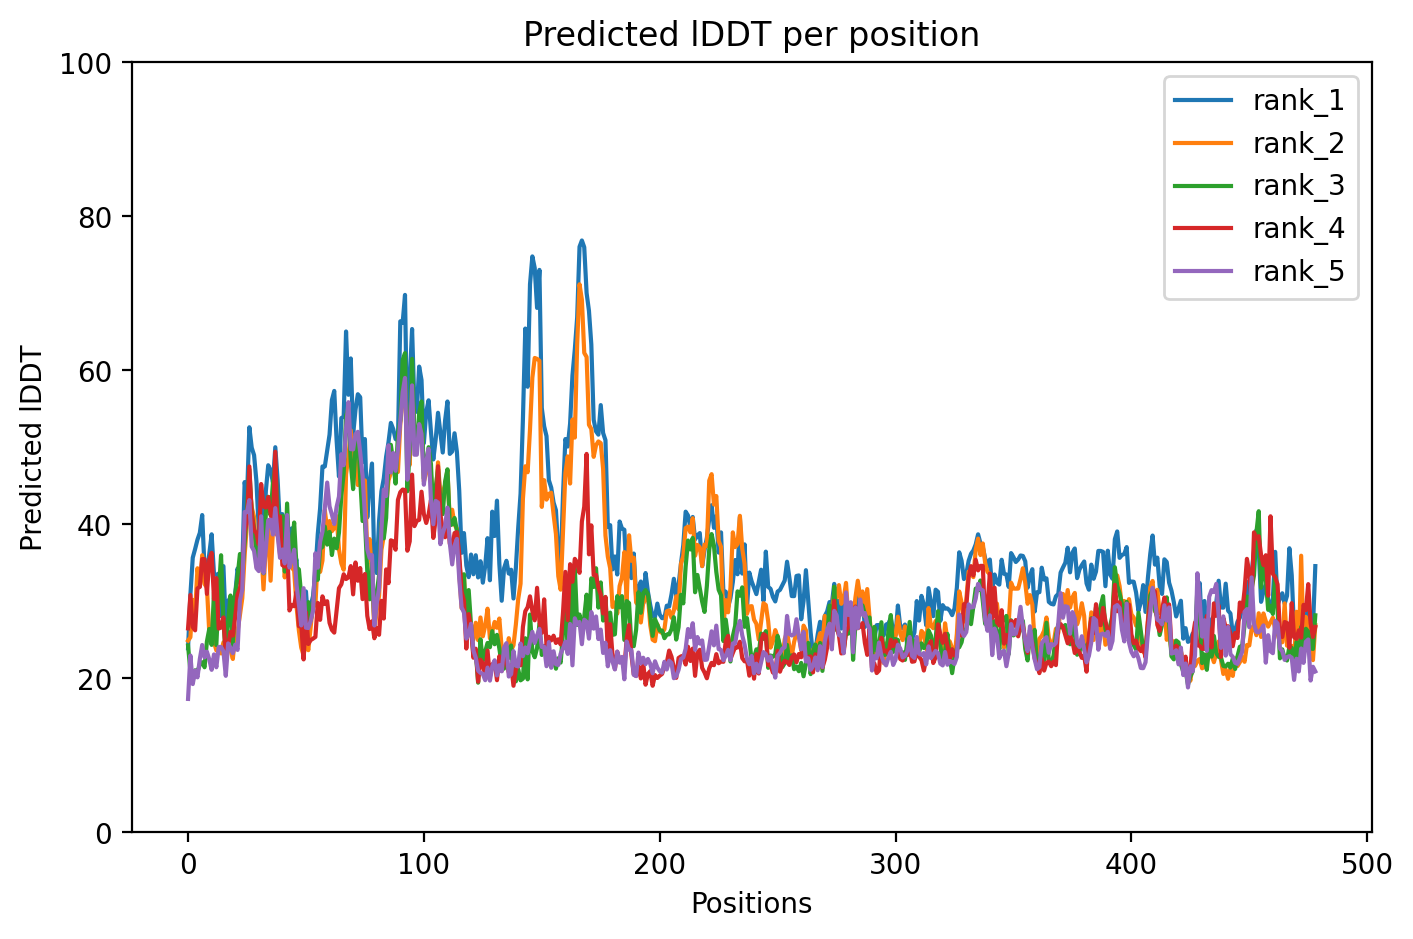 Predicted lDDT per position
100
80
60
40
20
0
Predicted lDDT
rank_1
rank_2
rank_3
rank_4
rank_5
0 100 200 300 400 500
Positions